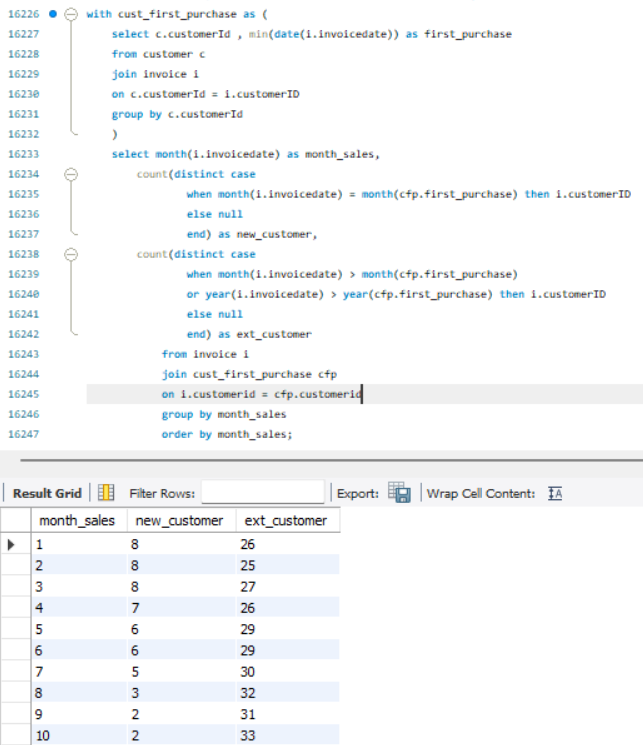 16226 with cust_first_purchase as (
16227 select c.customerId , min(date(i.invoicedate)) as first_purchase
16228 from customer c
16229 join invoice i
16230 on c.customerId = i.customerID
16231 group by c.customerId
16232 )
16233 select month(i.invoicedate) as month_sales,
16234 count(distinct case
16235 when month(i.invoicedate) = month(cfp.first_purchase) then i.customerID
16236 else null
16237 end) as new_customer,
16238 count(distinct case
16239 when month(i.invoicedate) > month(cfp.first_purchase)
16240 or year(i.invoicedate) > year(cfp.first_purchase) then i.customerID
16241 else null
16242 end) as ext_customer
16243 from invoice i
16244 join cust_first_purchase cfp
16245 on i.customerid = cfp.customerid
16246 group by month_sales
16247 order by month_sales;
Result Grid Filter Rows: Export: Wrap Cell Content: IA
month_sales new_customer ext_customer
1 8 26
2 8 25
3 8 27
4 7 26
5 6 29
6 6 29
7 5 30
8 3 32
9 2 31
10 2 33